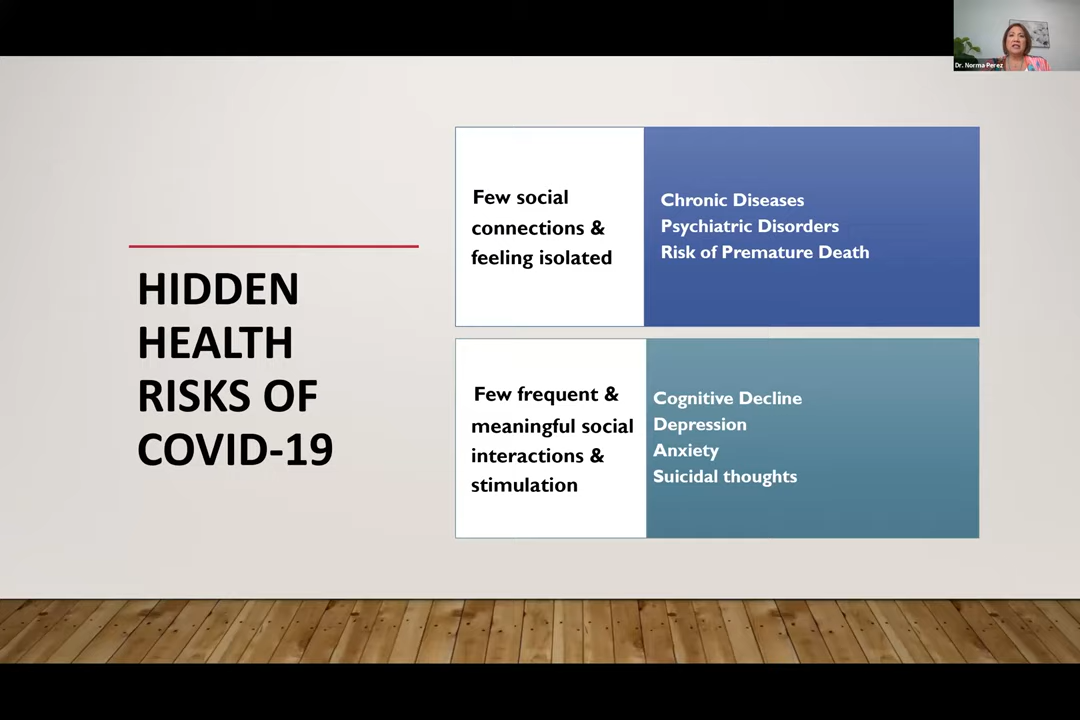 Dr. Norma Perez
HIDDEN
HEALTH
RISKS OF
COVID-19
Few social
connections &
feeling isolated
Chronic Diseases
Psychiatric Disorders
Risk of Premature Death
Few frequent &
meaningful social
interactions &
stimulation
Cognitive Decline
Depression
Anxiety
Suicidal thoughts